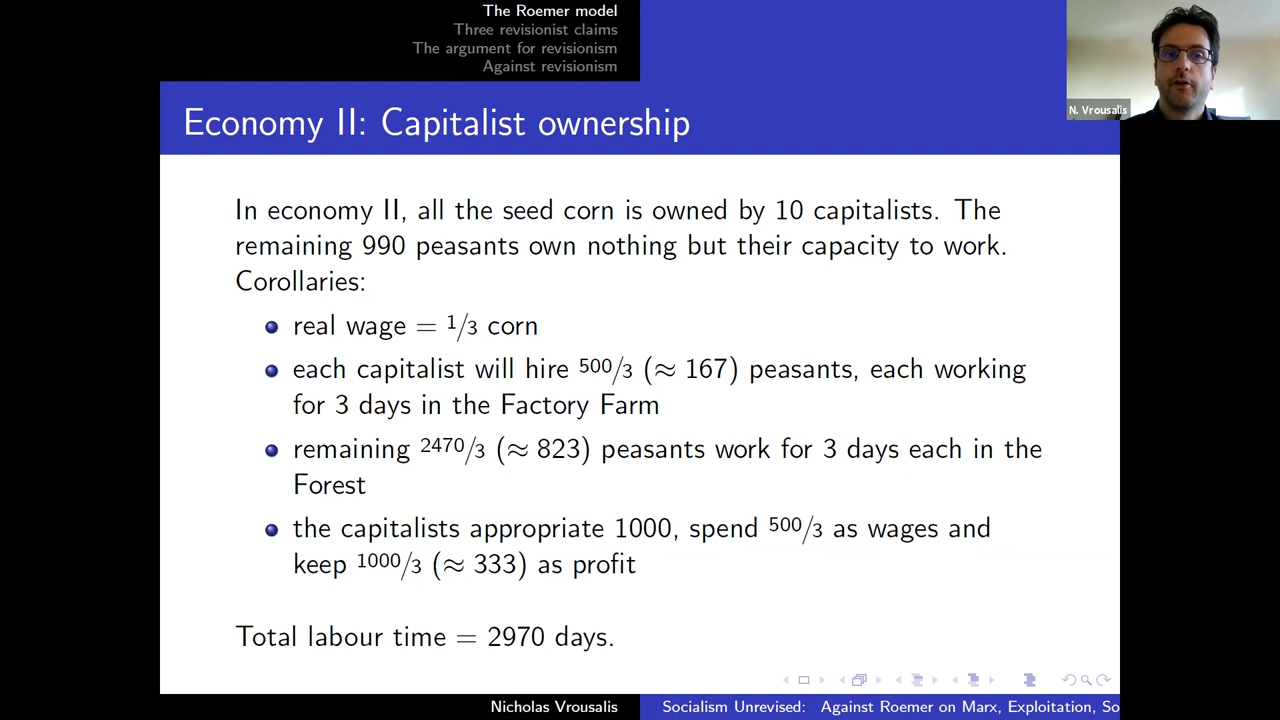 The Roemer model
Three revisionist claims
The argument for revisionism
Against revisionism
N. Vrousalis
Economy II: Capitalist ownership
In economy II, all the seed corn is owned by 10 capitalists. The
remaining 990 peasants own nothing but their capacity to work.
Corollaries:
real wage = 1/3 corn
each capitalist will hire 500/3 (≈ 167) peasants, each working
for 3 days in the Factory Farm
remaining 2470/3 (≈ 823) peasants work for 3 days each in the
Forest
the capitalists appropriate 1000, spend 500/3 as wages and
keep 1000/3 (≈ 333) as profit
Total labour time = 2970 days.
Nicholas Vrousalis
Socialism Unrevised: Against Roemer on Marx, Exploitation, So